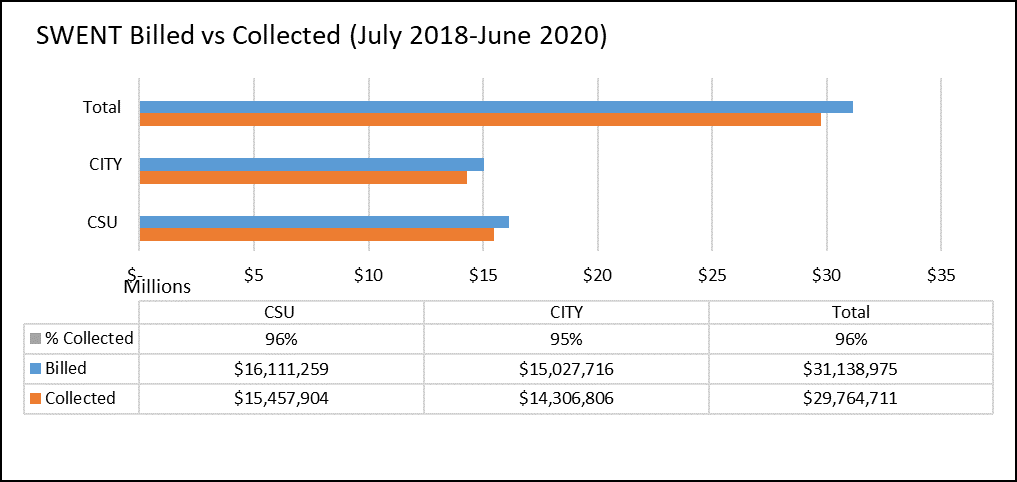 SWENT Billed vs Collected (July 2018-June 2020)
Total
CITY
CSU
$- $5 $10 $15 $20 $25 $30 $35
Millions
CSU CITY Total
% Collected 96% 95% 96%
Billed $16,111,259 $15,027,716 $31,138,975
Collected $15,457,904 $14,306,806 $29,764,711